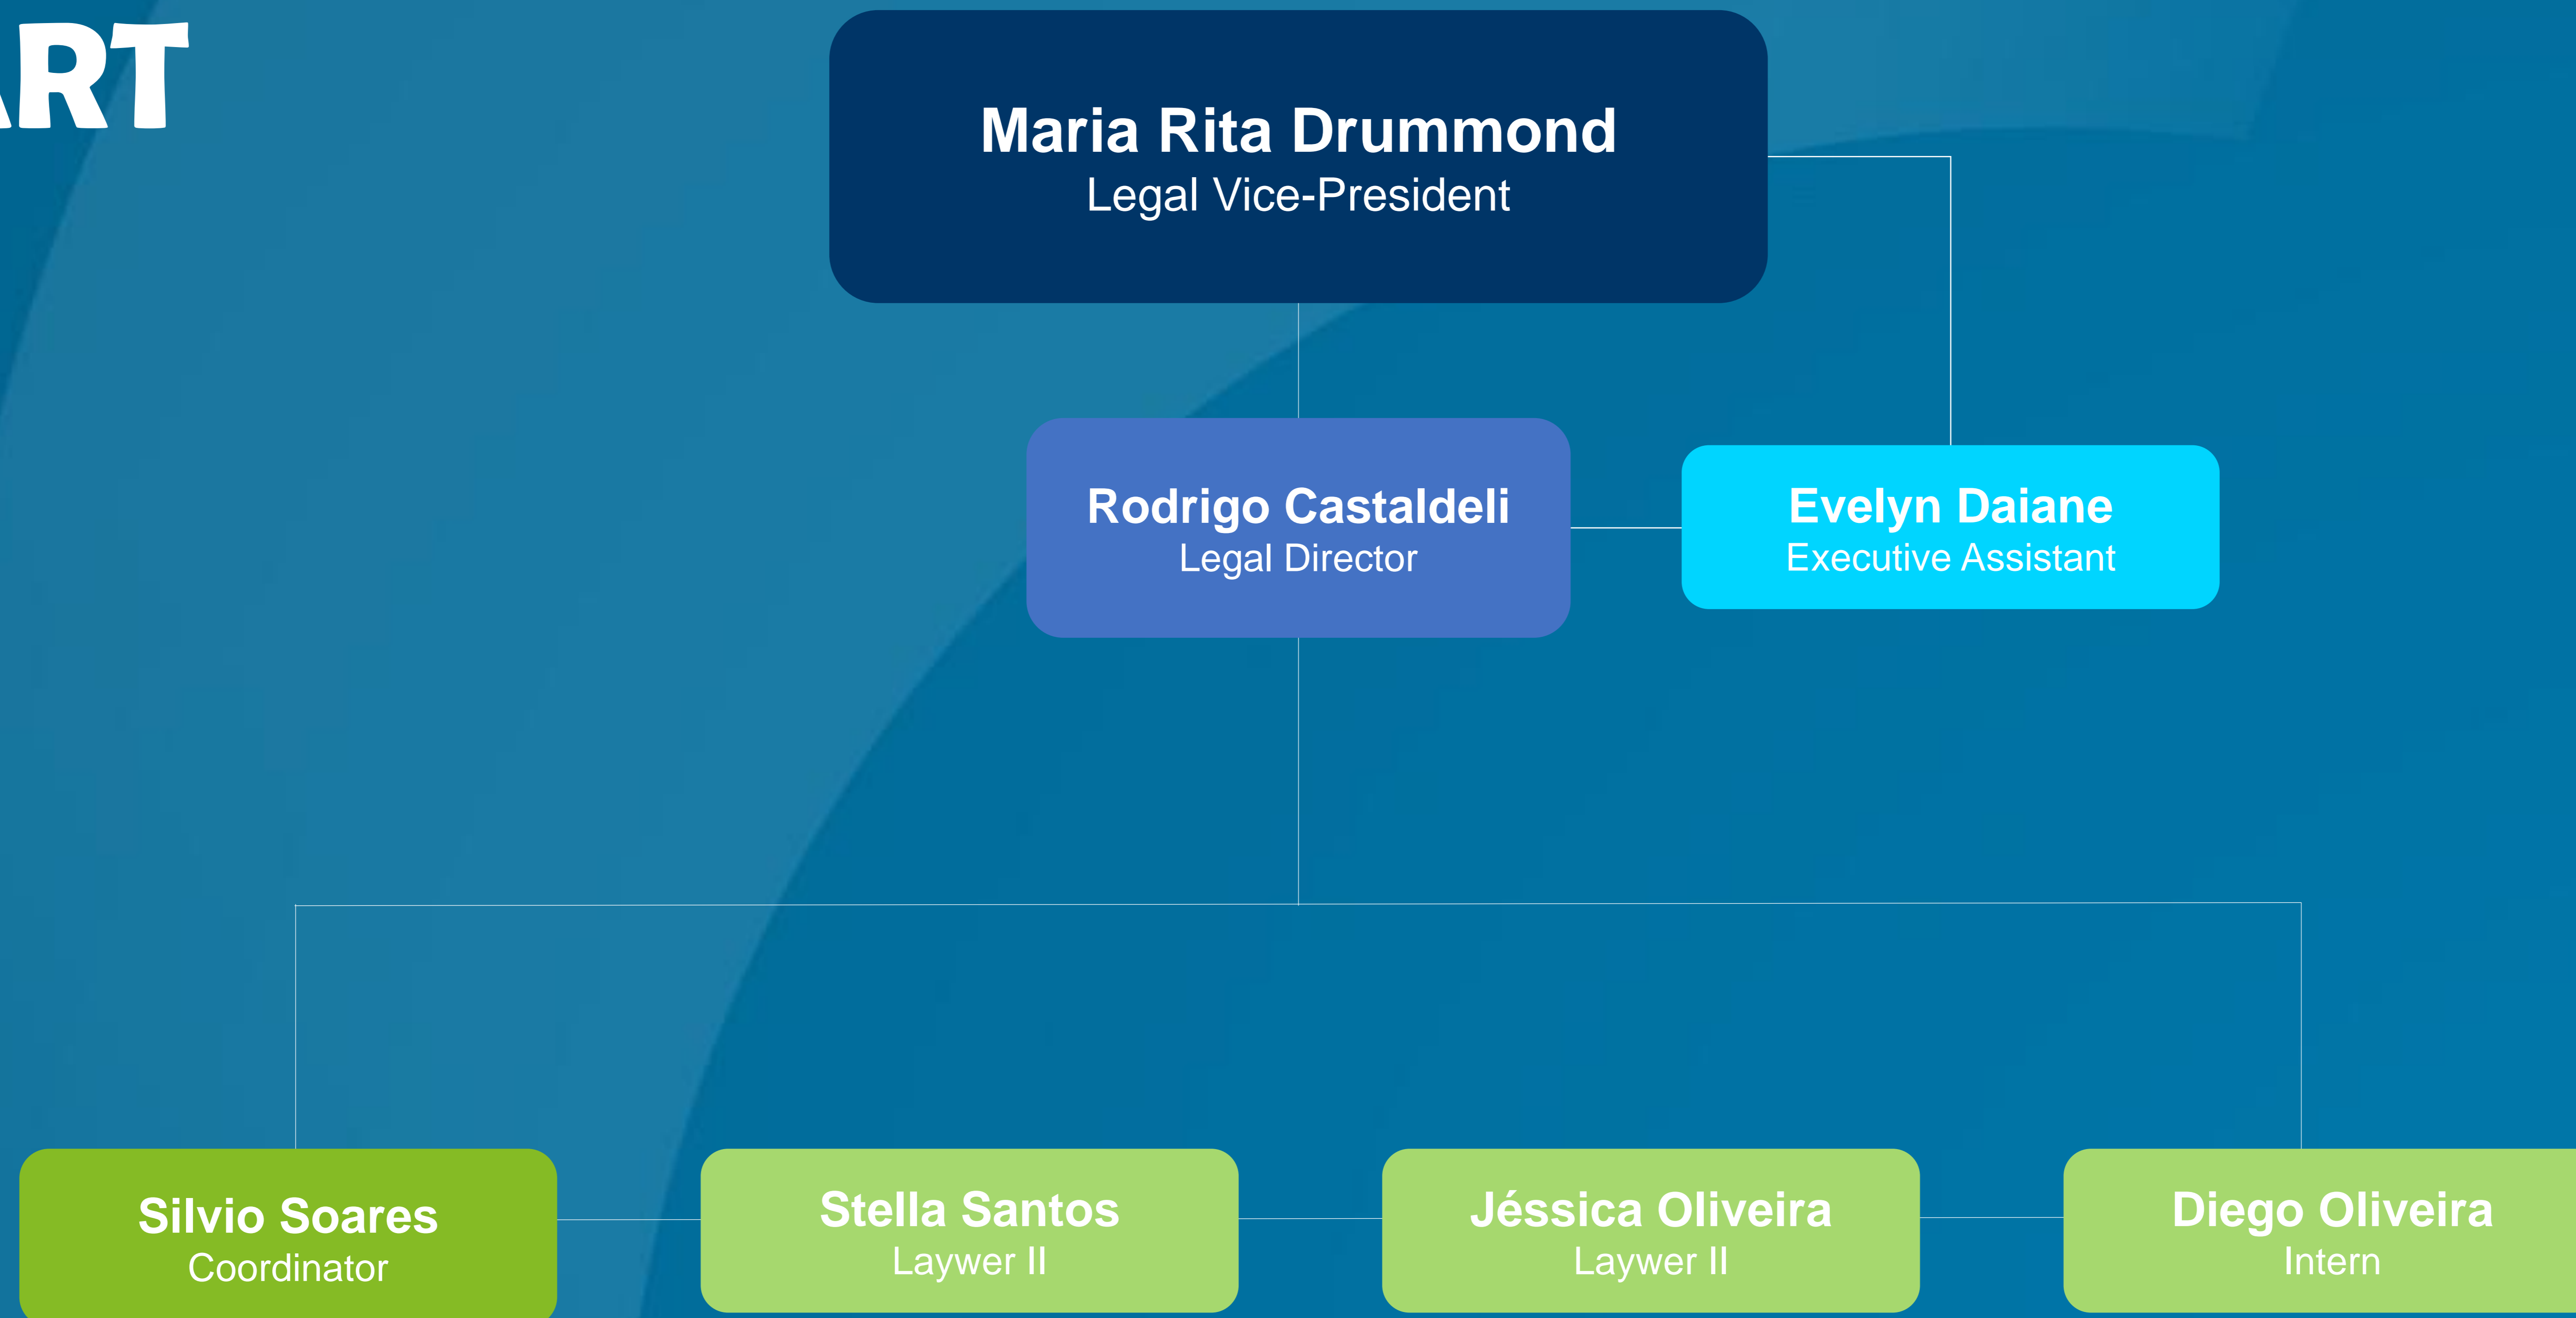 ART
Maria Rita Drummond
Legal Vice-President
Rodrigo Castaldeli
Legal Director
Evelyn Daiane
Executive Assistant
Silvio Soares
Coordinator
Stella Santos
Laywer II
Jéssica Oliveira
Laywer II
Diego Oliveira
Intern